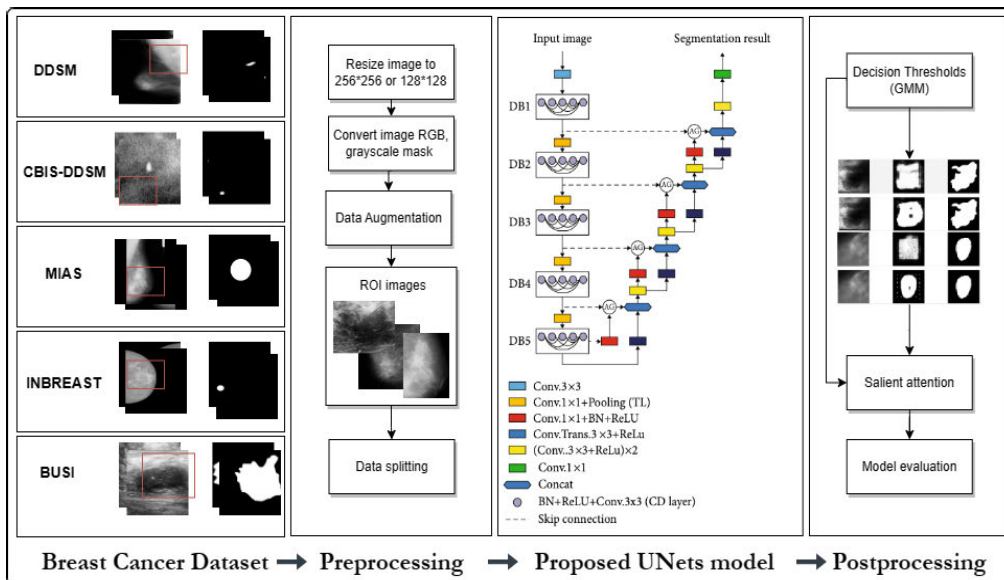 DDSM
CBIS-DDSM
MIAS
INBREAST
BUSI
Resize image to
256*256 or 128*128
Convert image RGB,
grayscale mask
Data Augmentation
ROI images
Data splitting
Input image
Segmentation result
DB1
DB2
DB3
DB4
DB5
AG
AG
AG
AG
Conv.3×3
Conv.1×1+Pooling (TL)
Conv.1×1+BN+ReLU
Conv.Trans.3×3+ReLu
(Conv..3×3+ReLu)×2
Conv.1×1
Concat
BN+ReLU+Conv.3x3 (CD layer)
Skip connection
Decision Thresholds
(GMM)
Salient attention
Model evaluation
Breast Cancer Dataset
Preprocessing
Proposed UNets model
Postprocessing